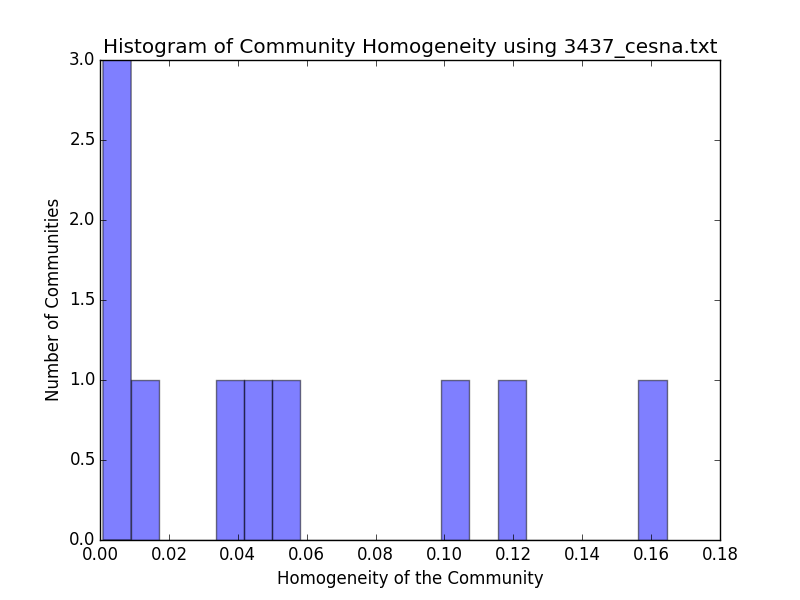 Histogram of Community Homogeneity using 3437_cesna.txt
3.0
2.5
2.0
1.5
1.0
0.5
0.0
Number of Communities
0.00 0.02 0.04 0.06 0.08 0.10 0.12 0.14 0.16 0.18
Homogeneity of the Community